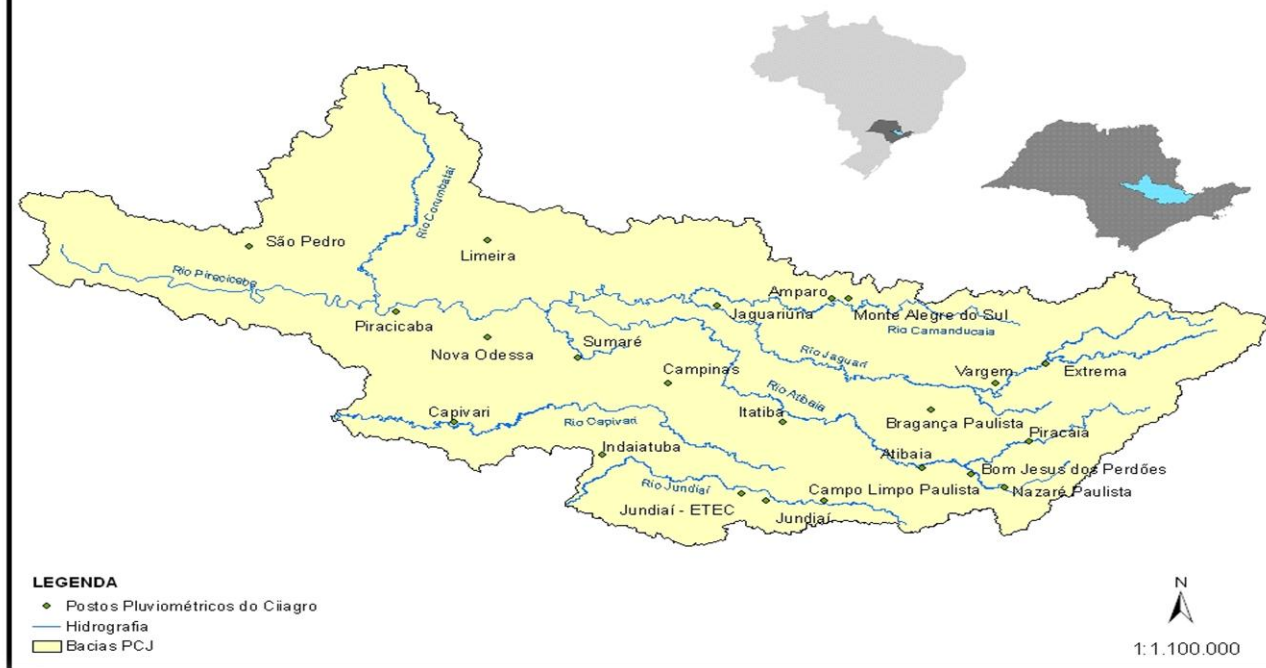 Rio Corumbataí
São Pedro
Limeira
Rio Piracicaba
Piracicaba
Nova Odessa
Sumaré
Amparo
Jaguariúna
Monte Alegre do Sul
Rio Camanducaia
Rio Jaguari
Vargem
Extrema
Campinas
Rio Atibaia
Itatiba
Bragança Paulista
Piracaia
Capivari
Rio Capivari
Indaiatuba
Atibaia
Bom Jesus dos Perdões
Nazaré Paulista
Rio Jundiaí
Campo Limpo Paulista
Jundiaí - ETEC
Jundiaí
LEGENDA
Postos Pluviométricos do Ciiagro
Hidrografia
Bacias PCJ
N
1:1.100.000